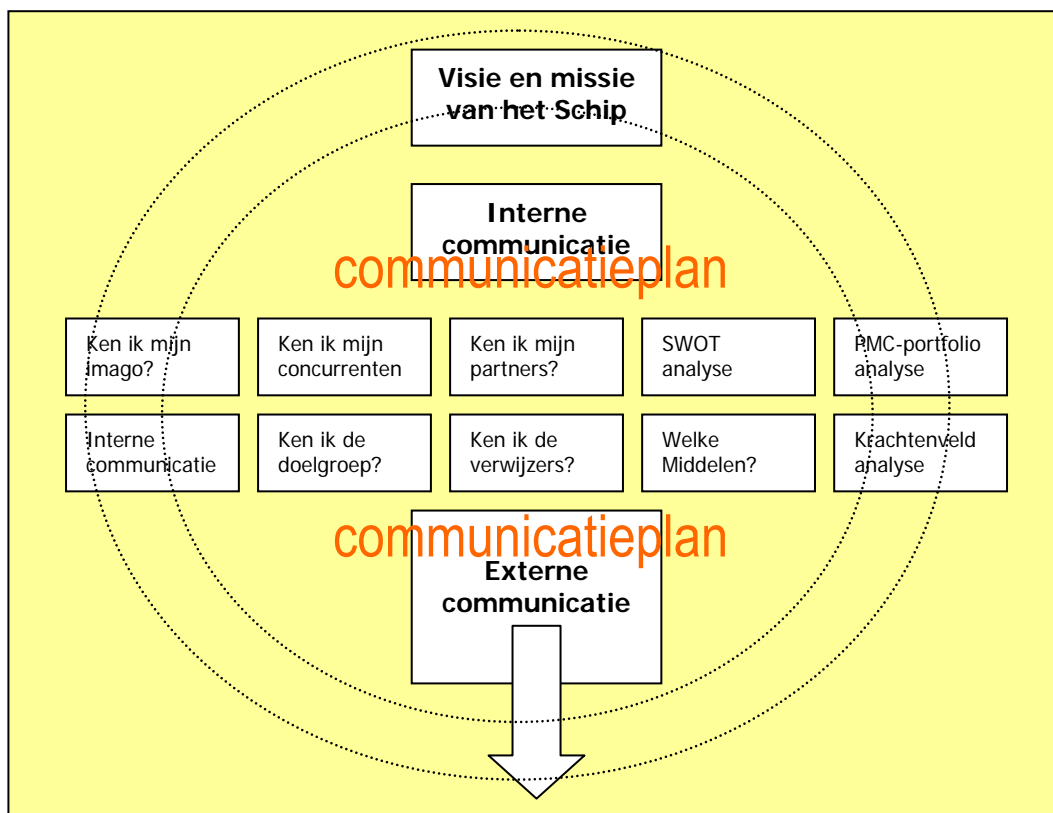 Visie en missie
van het Schip
Interne
communicatie
communicatieplan
Ken ik mijn
imago?
Ken ik mijn
concurrenten
Ken ik mijn
partners?
SWOT
analyse
PMC-portfolio
analyse
Interne
communicatie
Ken ik de
doelgroep?
Ken ik de
verwijzers?
Welke
Middelen?
Krachtenveld
analyse
communicatieplan
Externe
communicatie